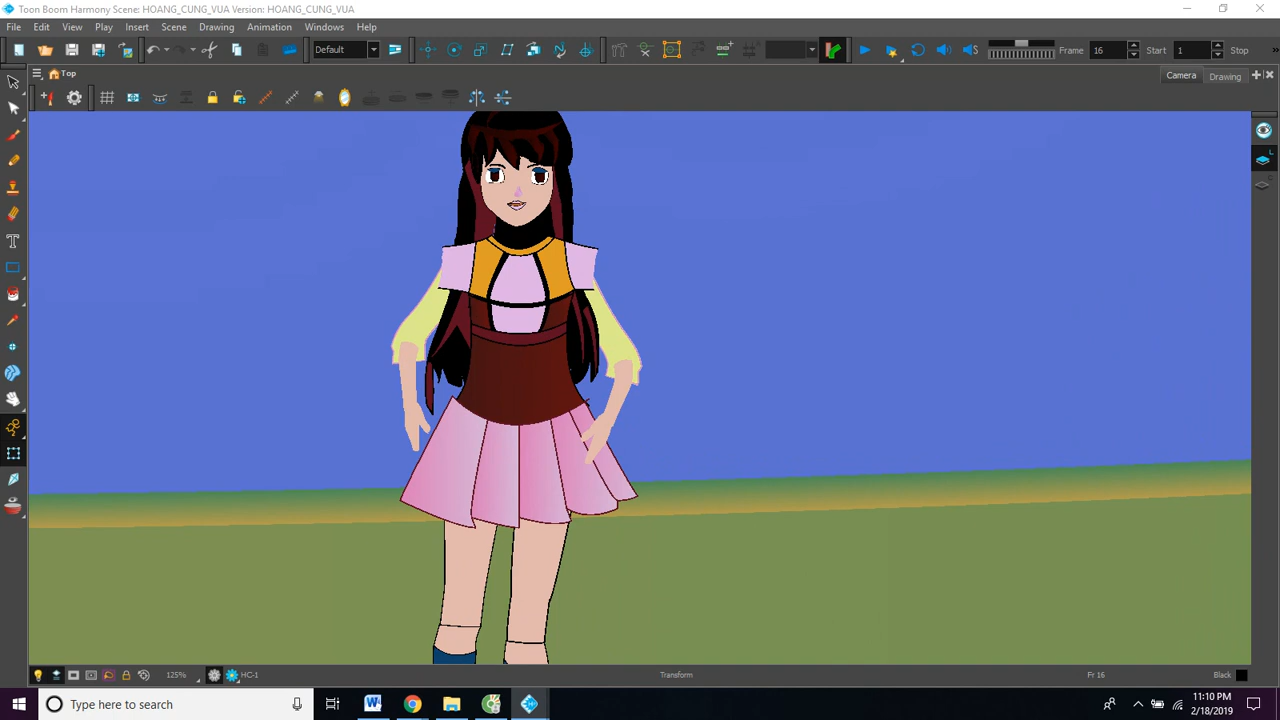 Toon Boom Harmony Scene: HOANG_CUNG_VUA Version: HOANG_CUNG_VUA
File Edit View Play Insert Scene Drawing Animation Windows Help
Default Frame 16 Start 1 Stop
Top Camera Drawing
125% HC-1 Transform Fr 16 Black
Type here to search
11:10 PM
2/18/2019